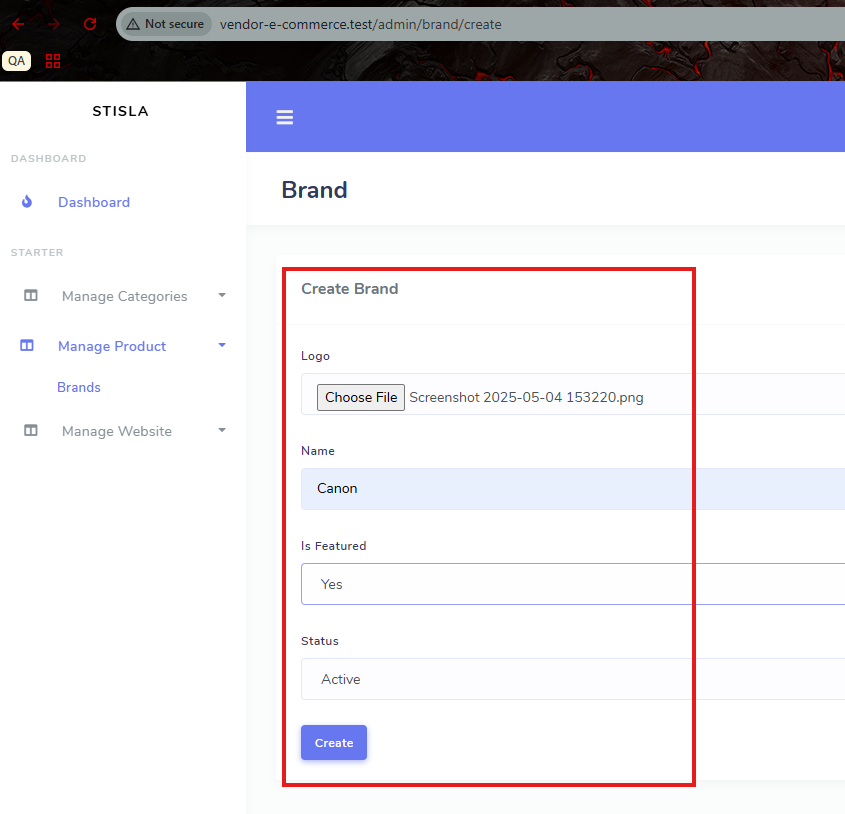 Not secure vendor-e-commerce.test/admin/brand/create
QA
STISLA
DASHBOARD
Dashboard
STARTER
Manage Categories
Manage Product
Brands
Manage Website
Brand
Create Brand
Logo
Choose File Screenshot 2025-05-04 153220.png
Name
Canon
Is Featured
Yes
Status
Active
Create